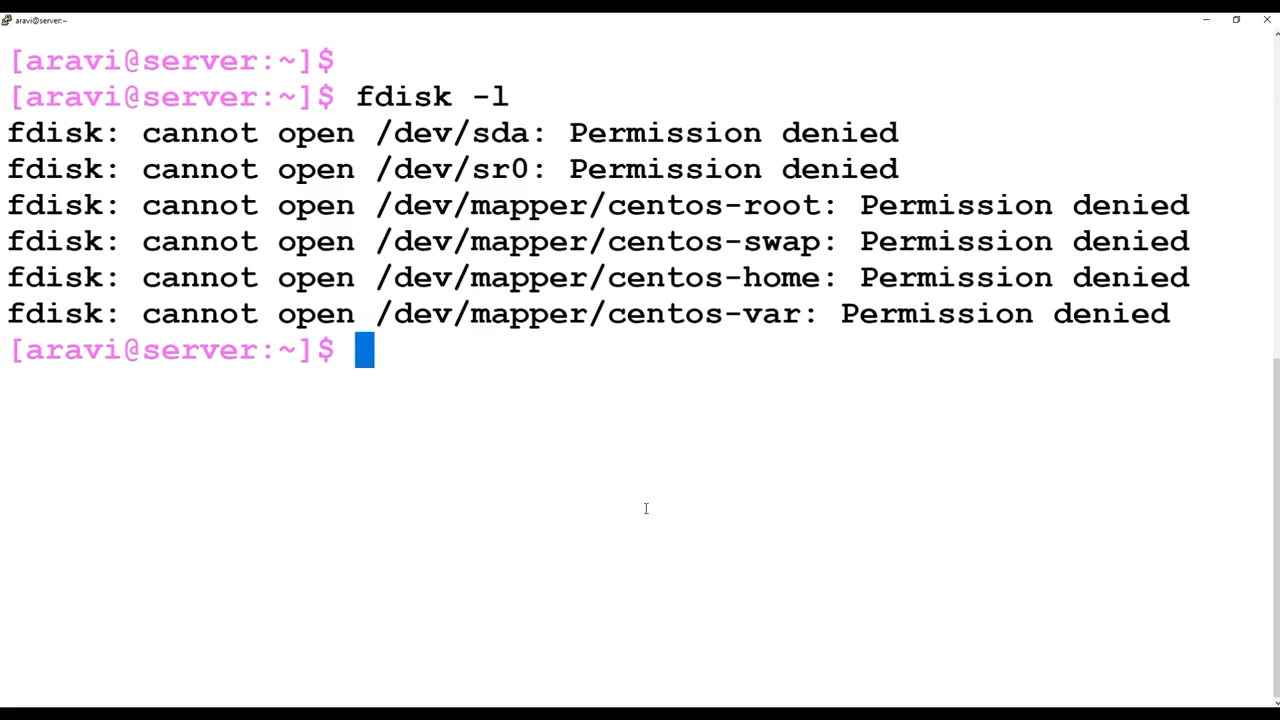 aravi@server:~
[aravi@server:~]$
[aravi@server:~]$ fdisk -l
fdisk: cannot open /dev/sda: Permission denied
fdisk: cannot open /dev/sr0: Permission denied
fdisk: cannot open /dev/mapper/centos-root: Permission denied
fdisk: cannot open /dev/mapper/centos-swap: Permission denied
fdisk: cannot open /dev/mapper/centos-home: Permission denied
fdisk: cannot open /dev/mapper/centos-var: Permission denied
[aravi@server:~]$